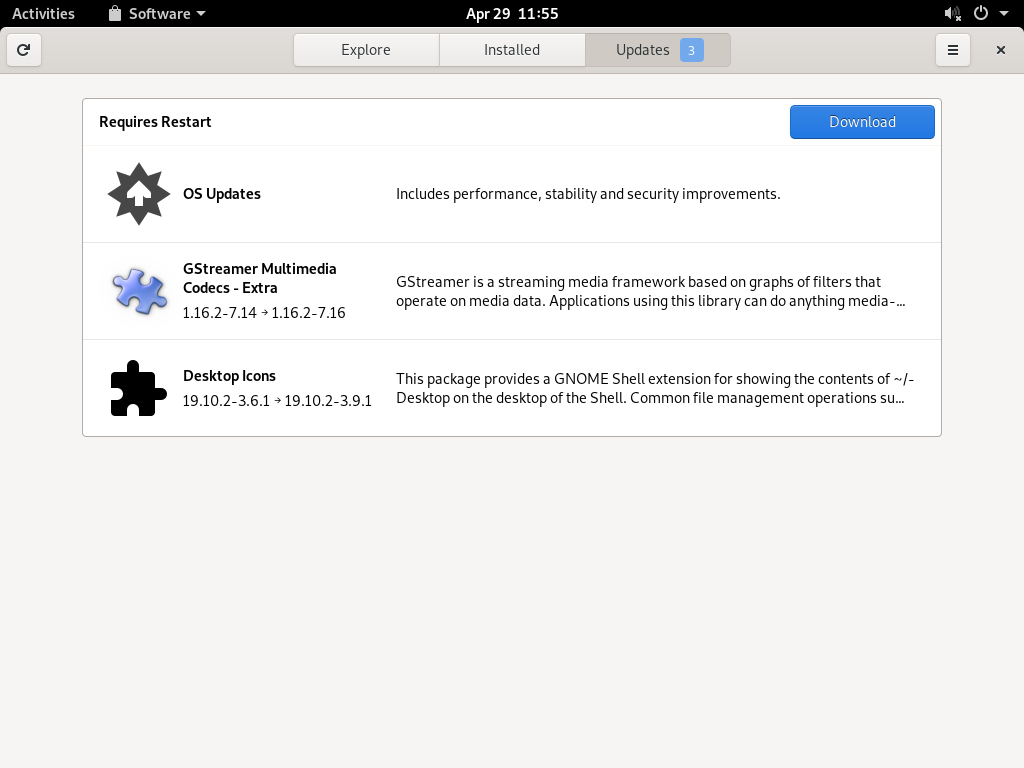 Activities
Software
Apr 29 11:55
Explore
Installed
Updates 3
Requires Restart
Download
OS Updates
Includes performance, stability and security improvements.
GStreamer Multimedia
Codecs - Extra
1.16.2-7.14 → 1.16.2-7.16
GStreamer is a streaming media framework based on graphs of filters that
operate on media data. Applications using this library can do anything media-…
Desktop Icons
19.10.2-3.6.1 → 19.10.2-3.9.1
This package provides a GNOME Shell extension for showing the contents of ~/-
Desktop on the desktop of the Shell. Common file management operations su…